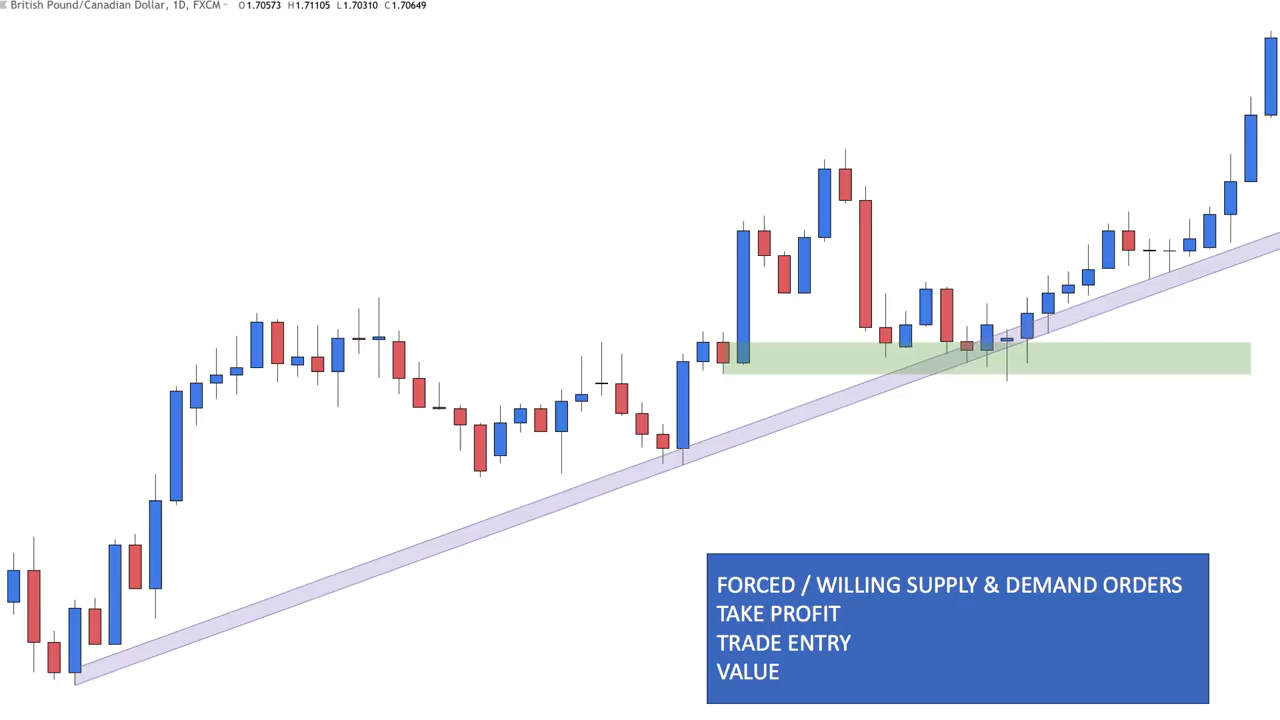 British Pound/Canadian Dollar, 1D, FXCM O1.70573 H1.71105 L1.70310 C1.70649
FORCED / WILLING SUPPLY & DEMAND ORDERS
TAKE PROFIT
TRADE ENTRY
VALUE